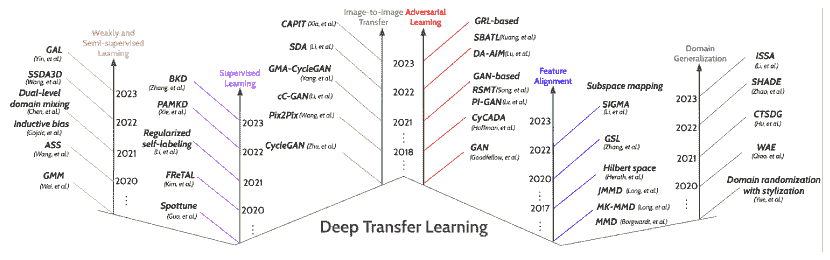 Weakly and
Semi-supervised
Learning
GAL
(Yin, et al.)
SSDA3D
(Wang, et al.)
Dual-level
domain mixing
(Chen, et al.)
Inductive bias
(Gojcic, et al.)
ASS
(Wang, et al.)
GMM
(Wei, et al.)
2023
2022
2021
2020
Supervised
Learning
BKD
(Zhang, et al.)
PAMKD
(Xie, et al.)
Regularized
self-labeling
(Li, et al.)
FReTAL
(Kim, et al.)
Spottune
(Guo, et al.)
2023
2022
2021
2020
Image-to-image
Transfer
CAPIT (Xia, et al.)
SDA (Li, et al.)
GMA-CycleGAN
(Yang, et al.)
cC-GAN(Li, et al.)
Pix2Pix(Wang, et al.)
CycleGAN (Zhu, et al.)
Adversarial
Learning
2023
2022
2021
2018
GRL-based
SBATL(Kuang, et al.)
DA-AIM(Lu, et al.)
GAN-based
RSMT(Song, et al.)
PI-GAN(Lv, et al.)
CyCADA
(Hoffman, et al.)
GAN
(Goodfellow, et al.)
Feature
Alignment
2023
2022
2020
2017
Subspace mapping
SIGMA
(Li, et al.)
GSL
(Zhang, et al.)
Hilbert space
(Herath, et al.)
JMMD (Long, et al.)
MK-MMD (Long, et al.)
MMD (Borgwardt, et al.)
Domain
Generalization
2023
2022
2021
2020
ISSA
(Li, et al.)
SHADE
(Zhao, et al.)
CTSDG
(Hu, et al.)
WAE
(Qiao, et al.)
Domain randomization
with stylization
(Yue, et al.)
Deep Transfer Learning